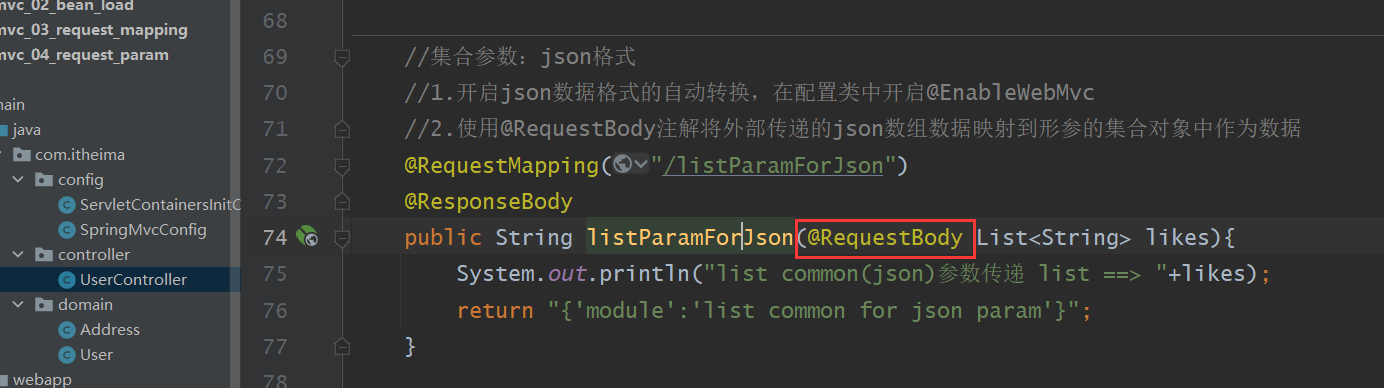 mvc_02_bean_load
mvc_03_request_mapping
mvc_04_request_param
main
java
com.itheima
config
ServletContainersInitC
SpringMvcConfig
controller
UserController
domain
Address
User
webapp
68
69 //集合参数：json格式
70 //1.开启json数据格式的自动转换，在配置类中开启@EnableWebMvc
71 //2.使用@RequestBody注解将外部传递的json数组数据映射到形参的集合对象中作为数据
72 @RequestMapping("/listParamForJson")
73 @ResponseBody
74 public String listParamForJson(@RequestBody List<String> likes){
75 System.out.println("list common(json)参数传递 list ==> "+likes);
76 return "{'module':'list common for json param'}";
77 }
78